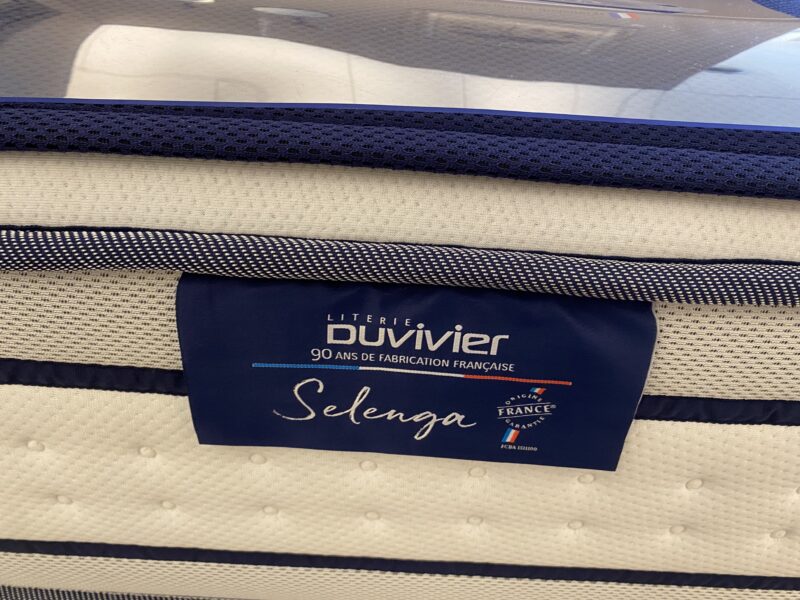 LITERIE
DUVIVIER
90 ANS DE FABRICATION FRANÇAISE
Selenga
ORIGINE
FRANCE®
GARANTIE